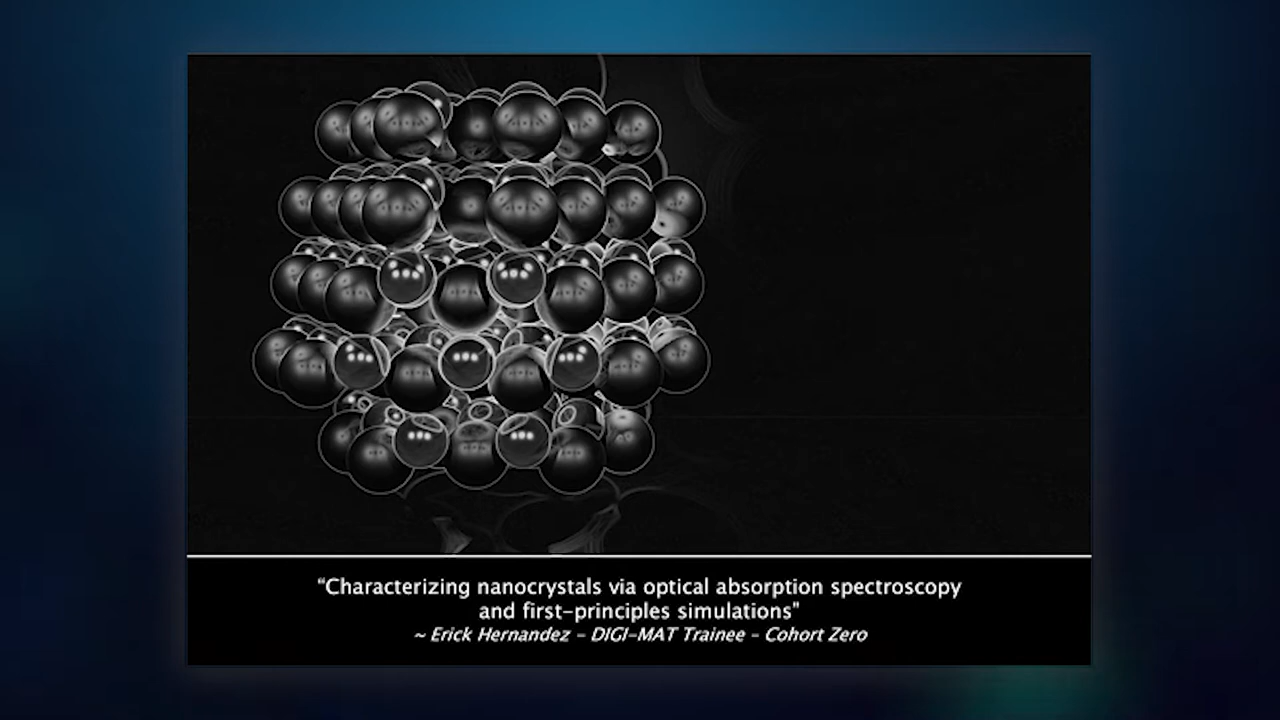 “Characterizing nanocrystals via optical absorption spectroscopy
and first-principles simulations"
~ Erick Hernandez - DIGI-MAT Trainee - Cohort Zero